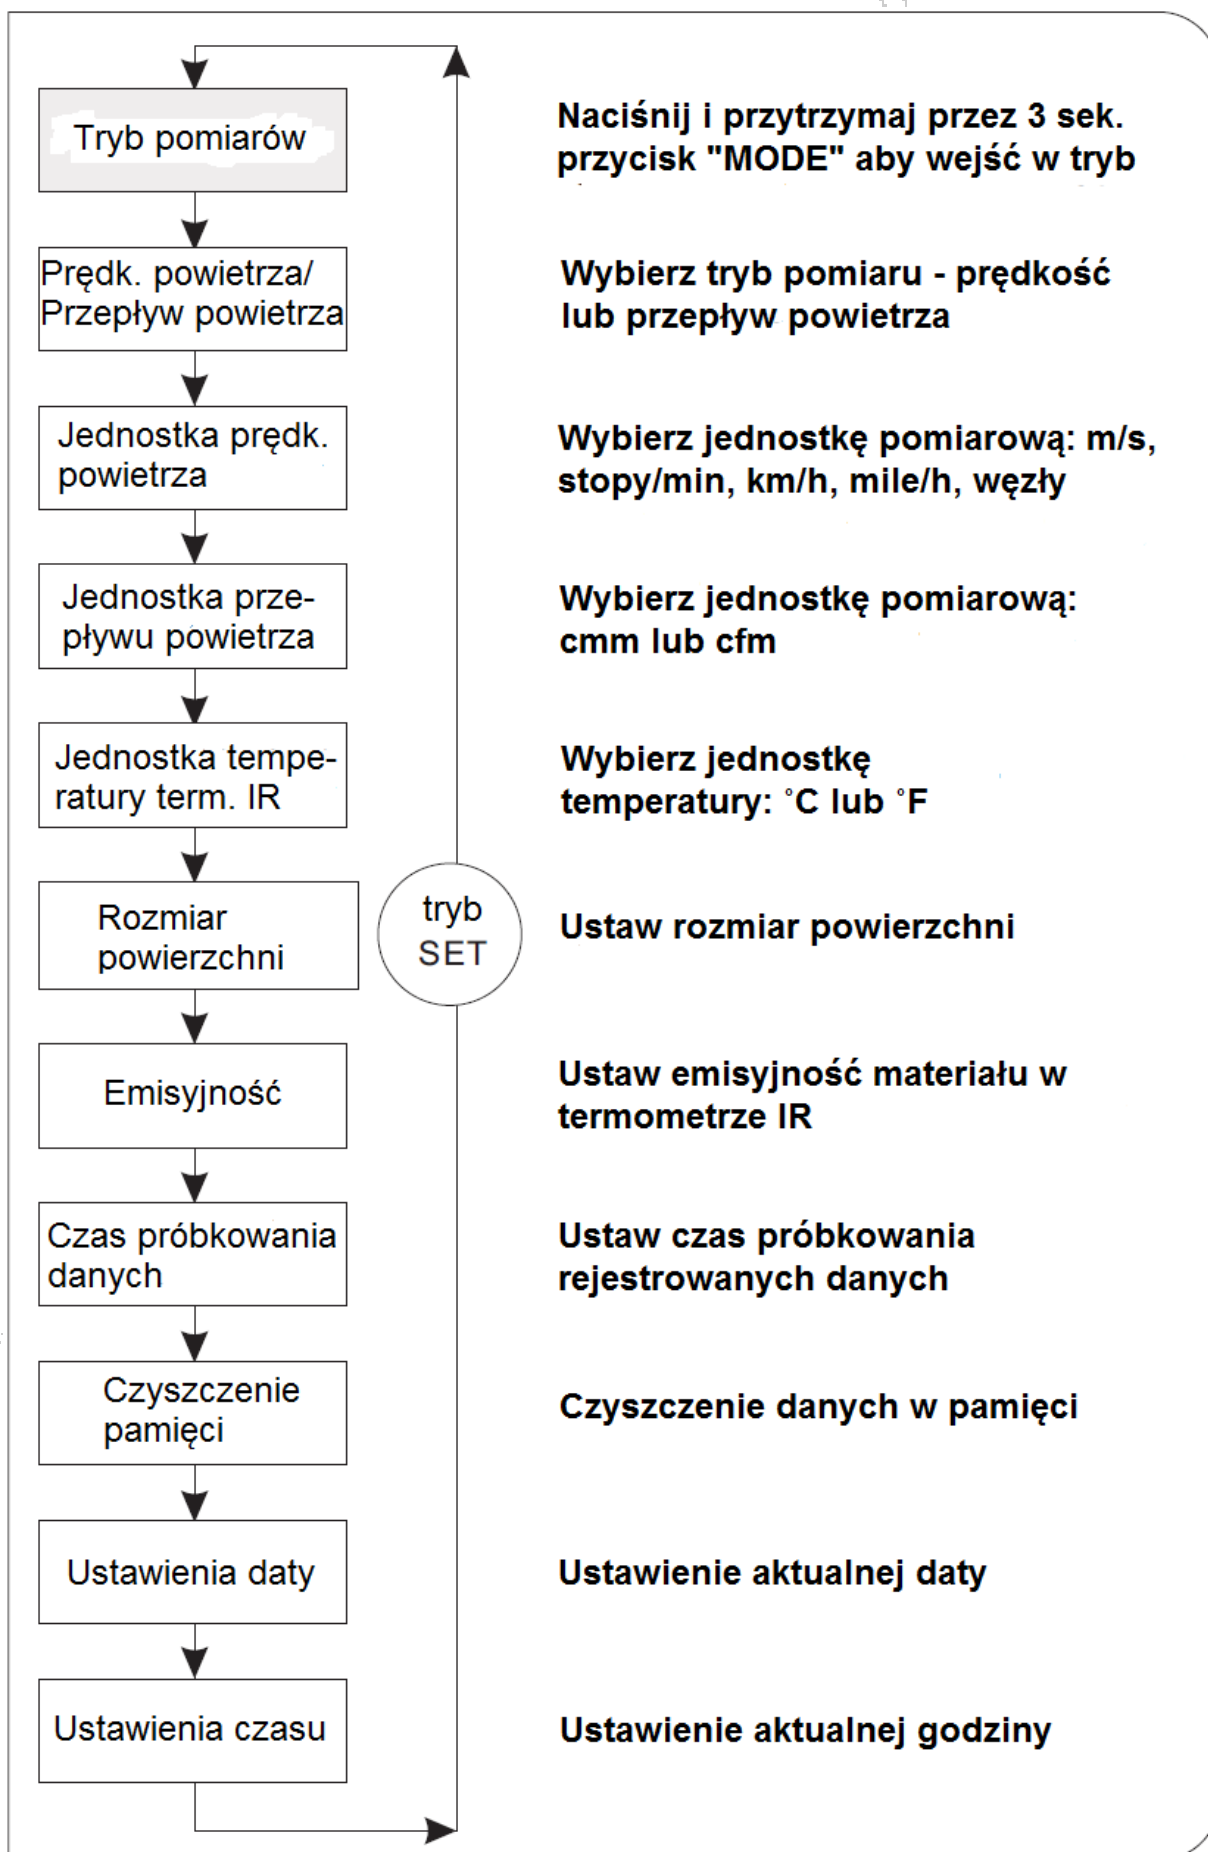 Tryb pomiarów
Naciśnij i przytrzymaj przez 3 sek.
przycisk "MODE" aby wejść w tryb
Prędk. powietrza/
Przepływ powietrza
Wybierz tryb pomiaru - prędkość
lub przepływ powietrza
Jednostka prędk.
powietrza
Wybierz jednostkę pomiarową: m/s,
stopy/min, km/h, mile/h, węzły
Jednostka prze-
pływu powietrza
Wybierz jednostkę pomiarową:
cmm lub cfm
Jednostka tempe-
ratury term. IR
Wybierz jednostkę
temperatury: °C lub °F
Rozmiar
powierzchni
tryb
SET
Ustaw rozmiar powierzchni
Emisyjność
Ustaw emisyjność materiału w
termometrze IR
Czas próbkowania
danych
Ustaw czas próbkowania
rejestrowanych danych
Czyszczenie
pamięci
Czyszczenie danych w pamięci
Ustawienia daty
Ustawienie aktualnej daty
Ustawienia czasu
Ustawienie aktualnej godziny